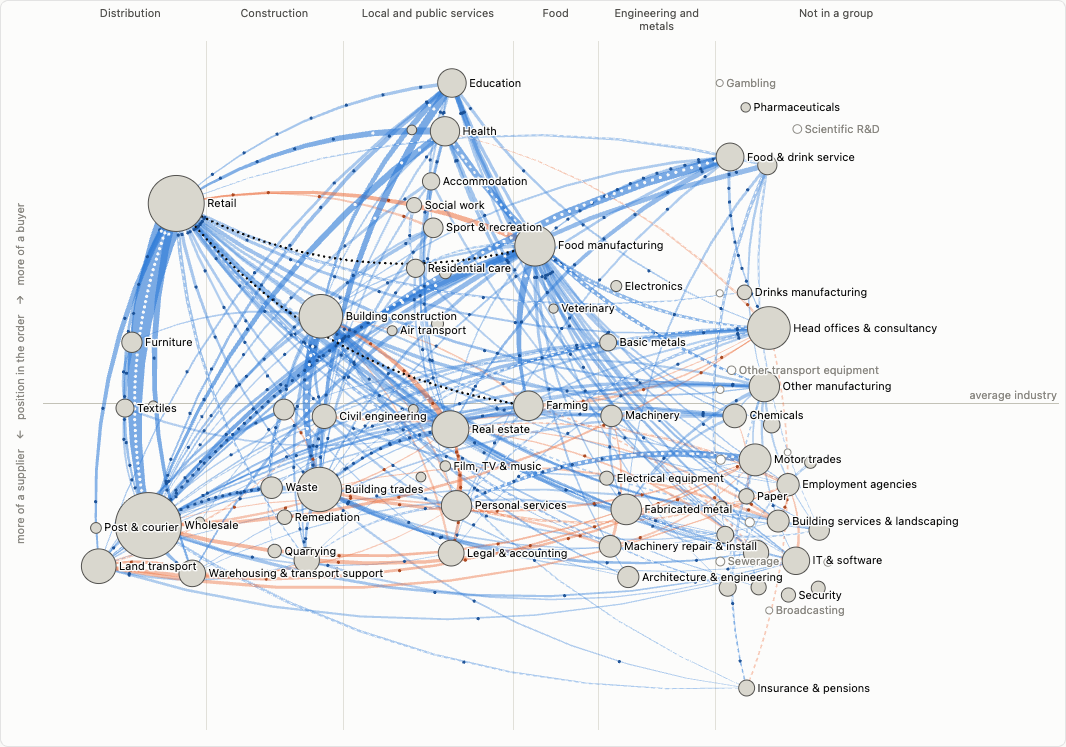 Distribution
Construction
Local and public services
Food
Engineering and
metals
Not in a group
Education
Gambling
Pharmaceuticals
Health
Scientific R&D
Food & drink service
Accommodation
Retail
Social work
Sport & recreation
Food manufacturing
Residential care
Electronics
Drinks manufacturing
Veterinary
Building construction
Air transport
Head offices & consultancy
Furniture
Basic metals
Other transport equipment
Other manufacturing
average industry
Textiles
Farming
Civil engineering
Machinery
Chemicals
Real estate
Motor trades
Film, TV & music
Electrical equipment
Employment agencies
Waste
Building trades
Paper
Personal services
Fabricated metal
Remediation
Building services & landscaping
Post & courier
Wholesale
Quarrying
Legal & accounting
Machinery repair & install
Land transport
Sewerage
IT & software
Warehousing & transport support
Architecture & engineering
Security
Broadcasting
Insurance & pensions
more of a supplier ← position in the order → more of a buyer